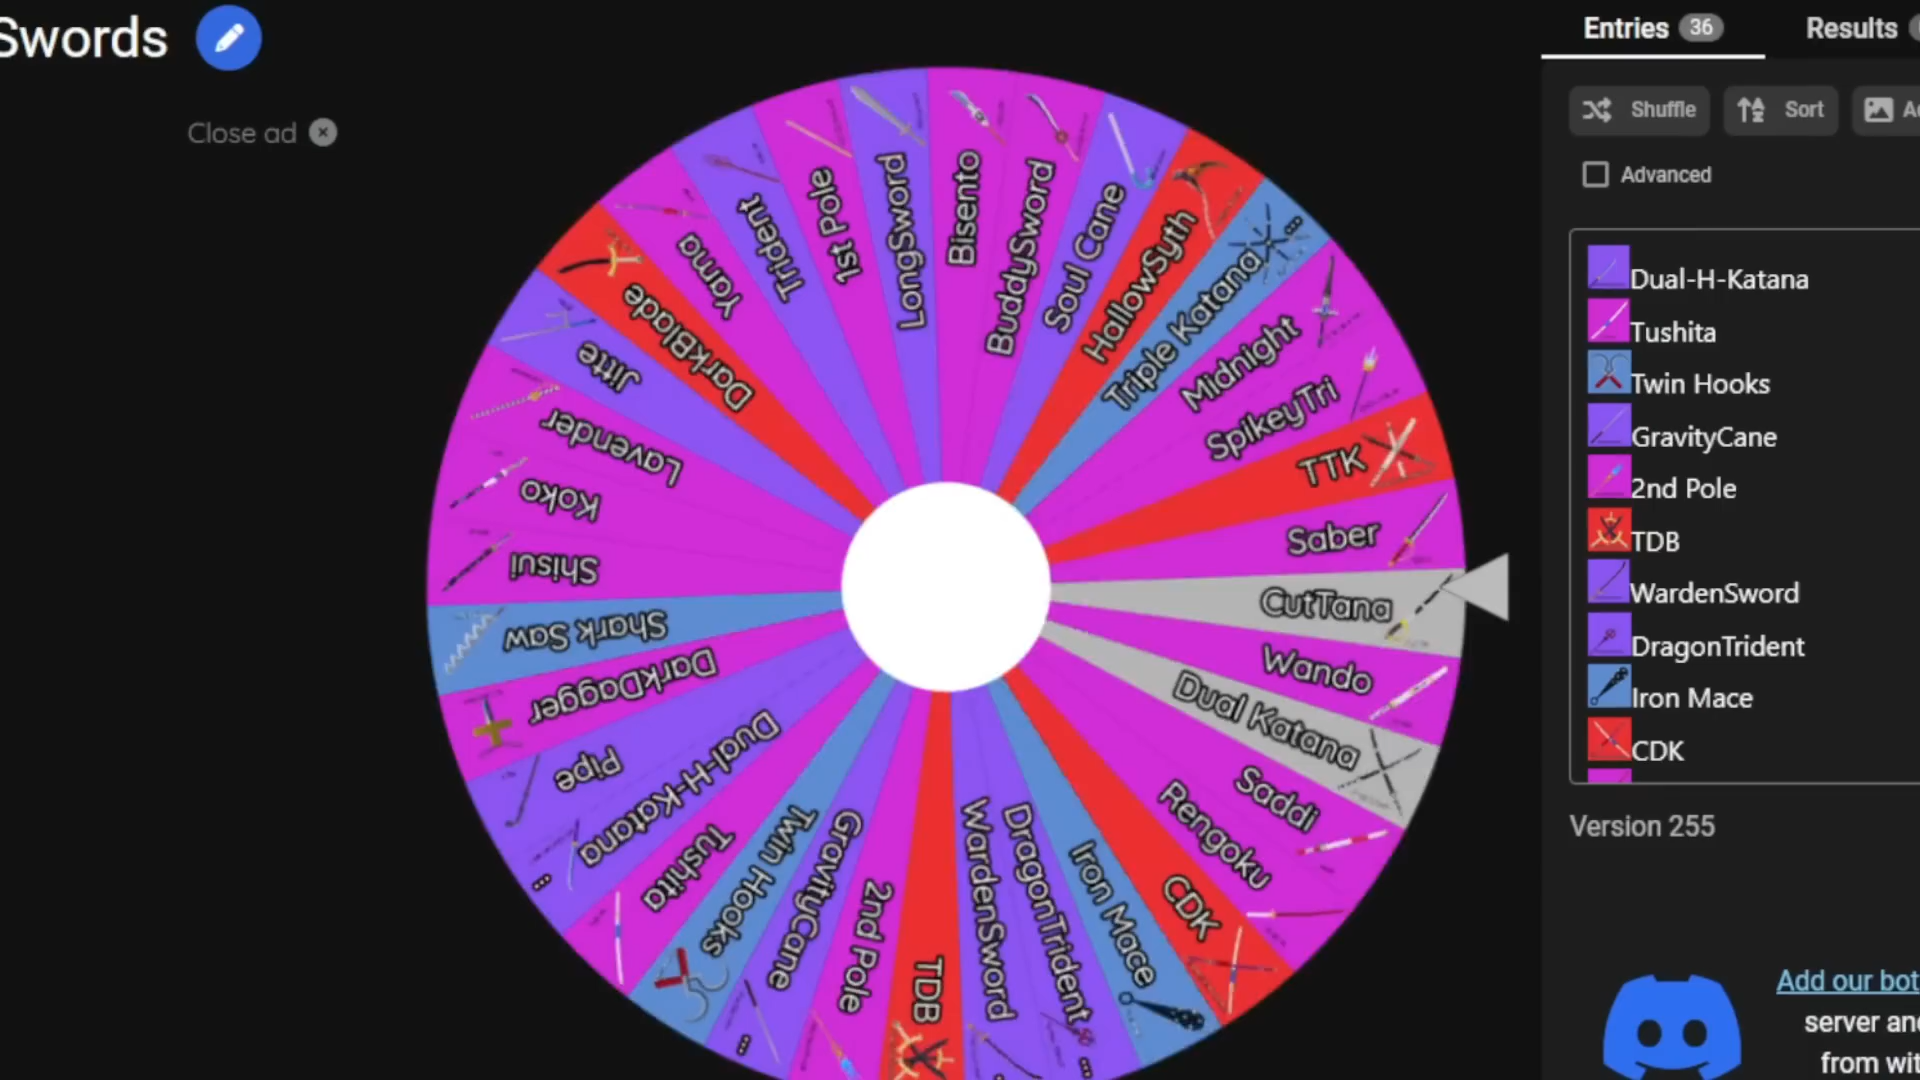 Swords
Close ad
Bisento
BuddySword
Soul Cane
HallowSyth
Triple Katana
...
Midnight
SpikeyTri
TTK
Saber
CutTana
Wando
Dual Katana
Saddi
Rengoku
CDK
Iron Mace
DragonTrident
...
WardenSword
TDB
2nd Pole
GravityCane
...
Twin Hooks
Tushita
Dual-H-Katana
...
Pipe
DarkDagger
Shark Saw
Shisui
Koko
Lavender
Jitte
DarkBlade
Yama
Trident
1st Pole
LongSword
Entries 36
Results
Shuffle
Sort
Advanced
Dual-H-Katana
Tushita
Twin Hooks
GravityCane
2nd Pole
TDB
WardenSword
DragonTrident
Iron Mace
CDK
Version 255
Add our bot
server and
from wit